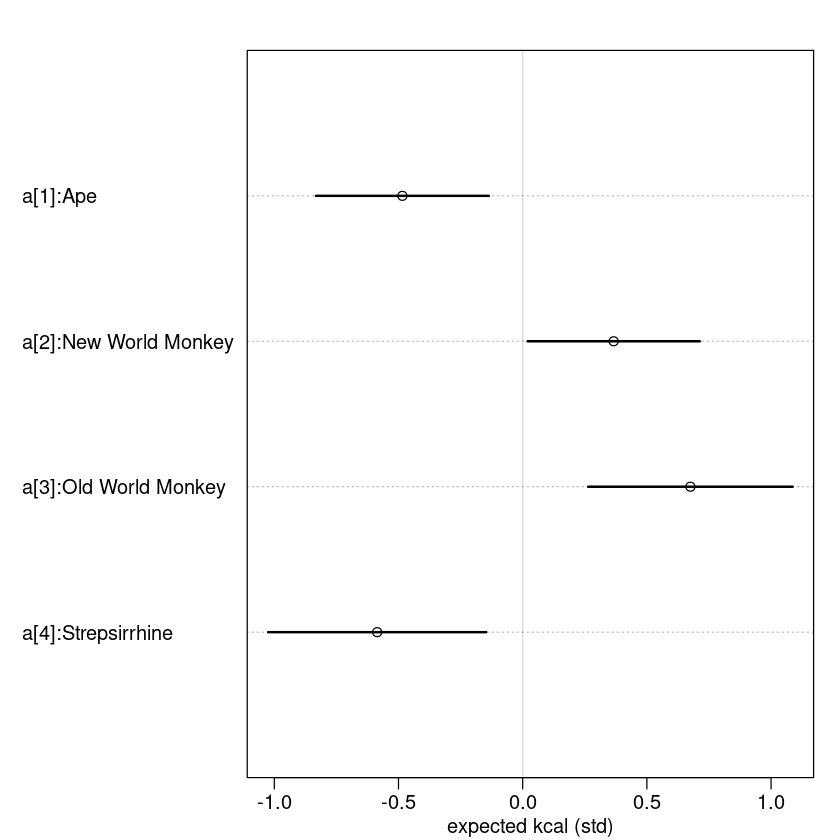 a[1]:Ape
a[2]:New World Monkey
a[3]:Old World Monkey
a[4]:Strepsirrhine
-1.0 -0.5 0.0 0.5 1.0
expected kcal (std)